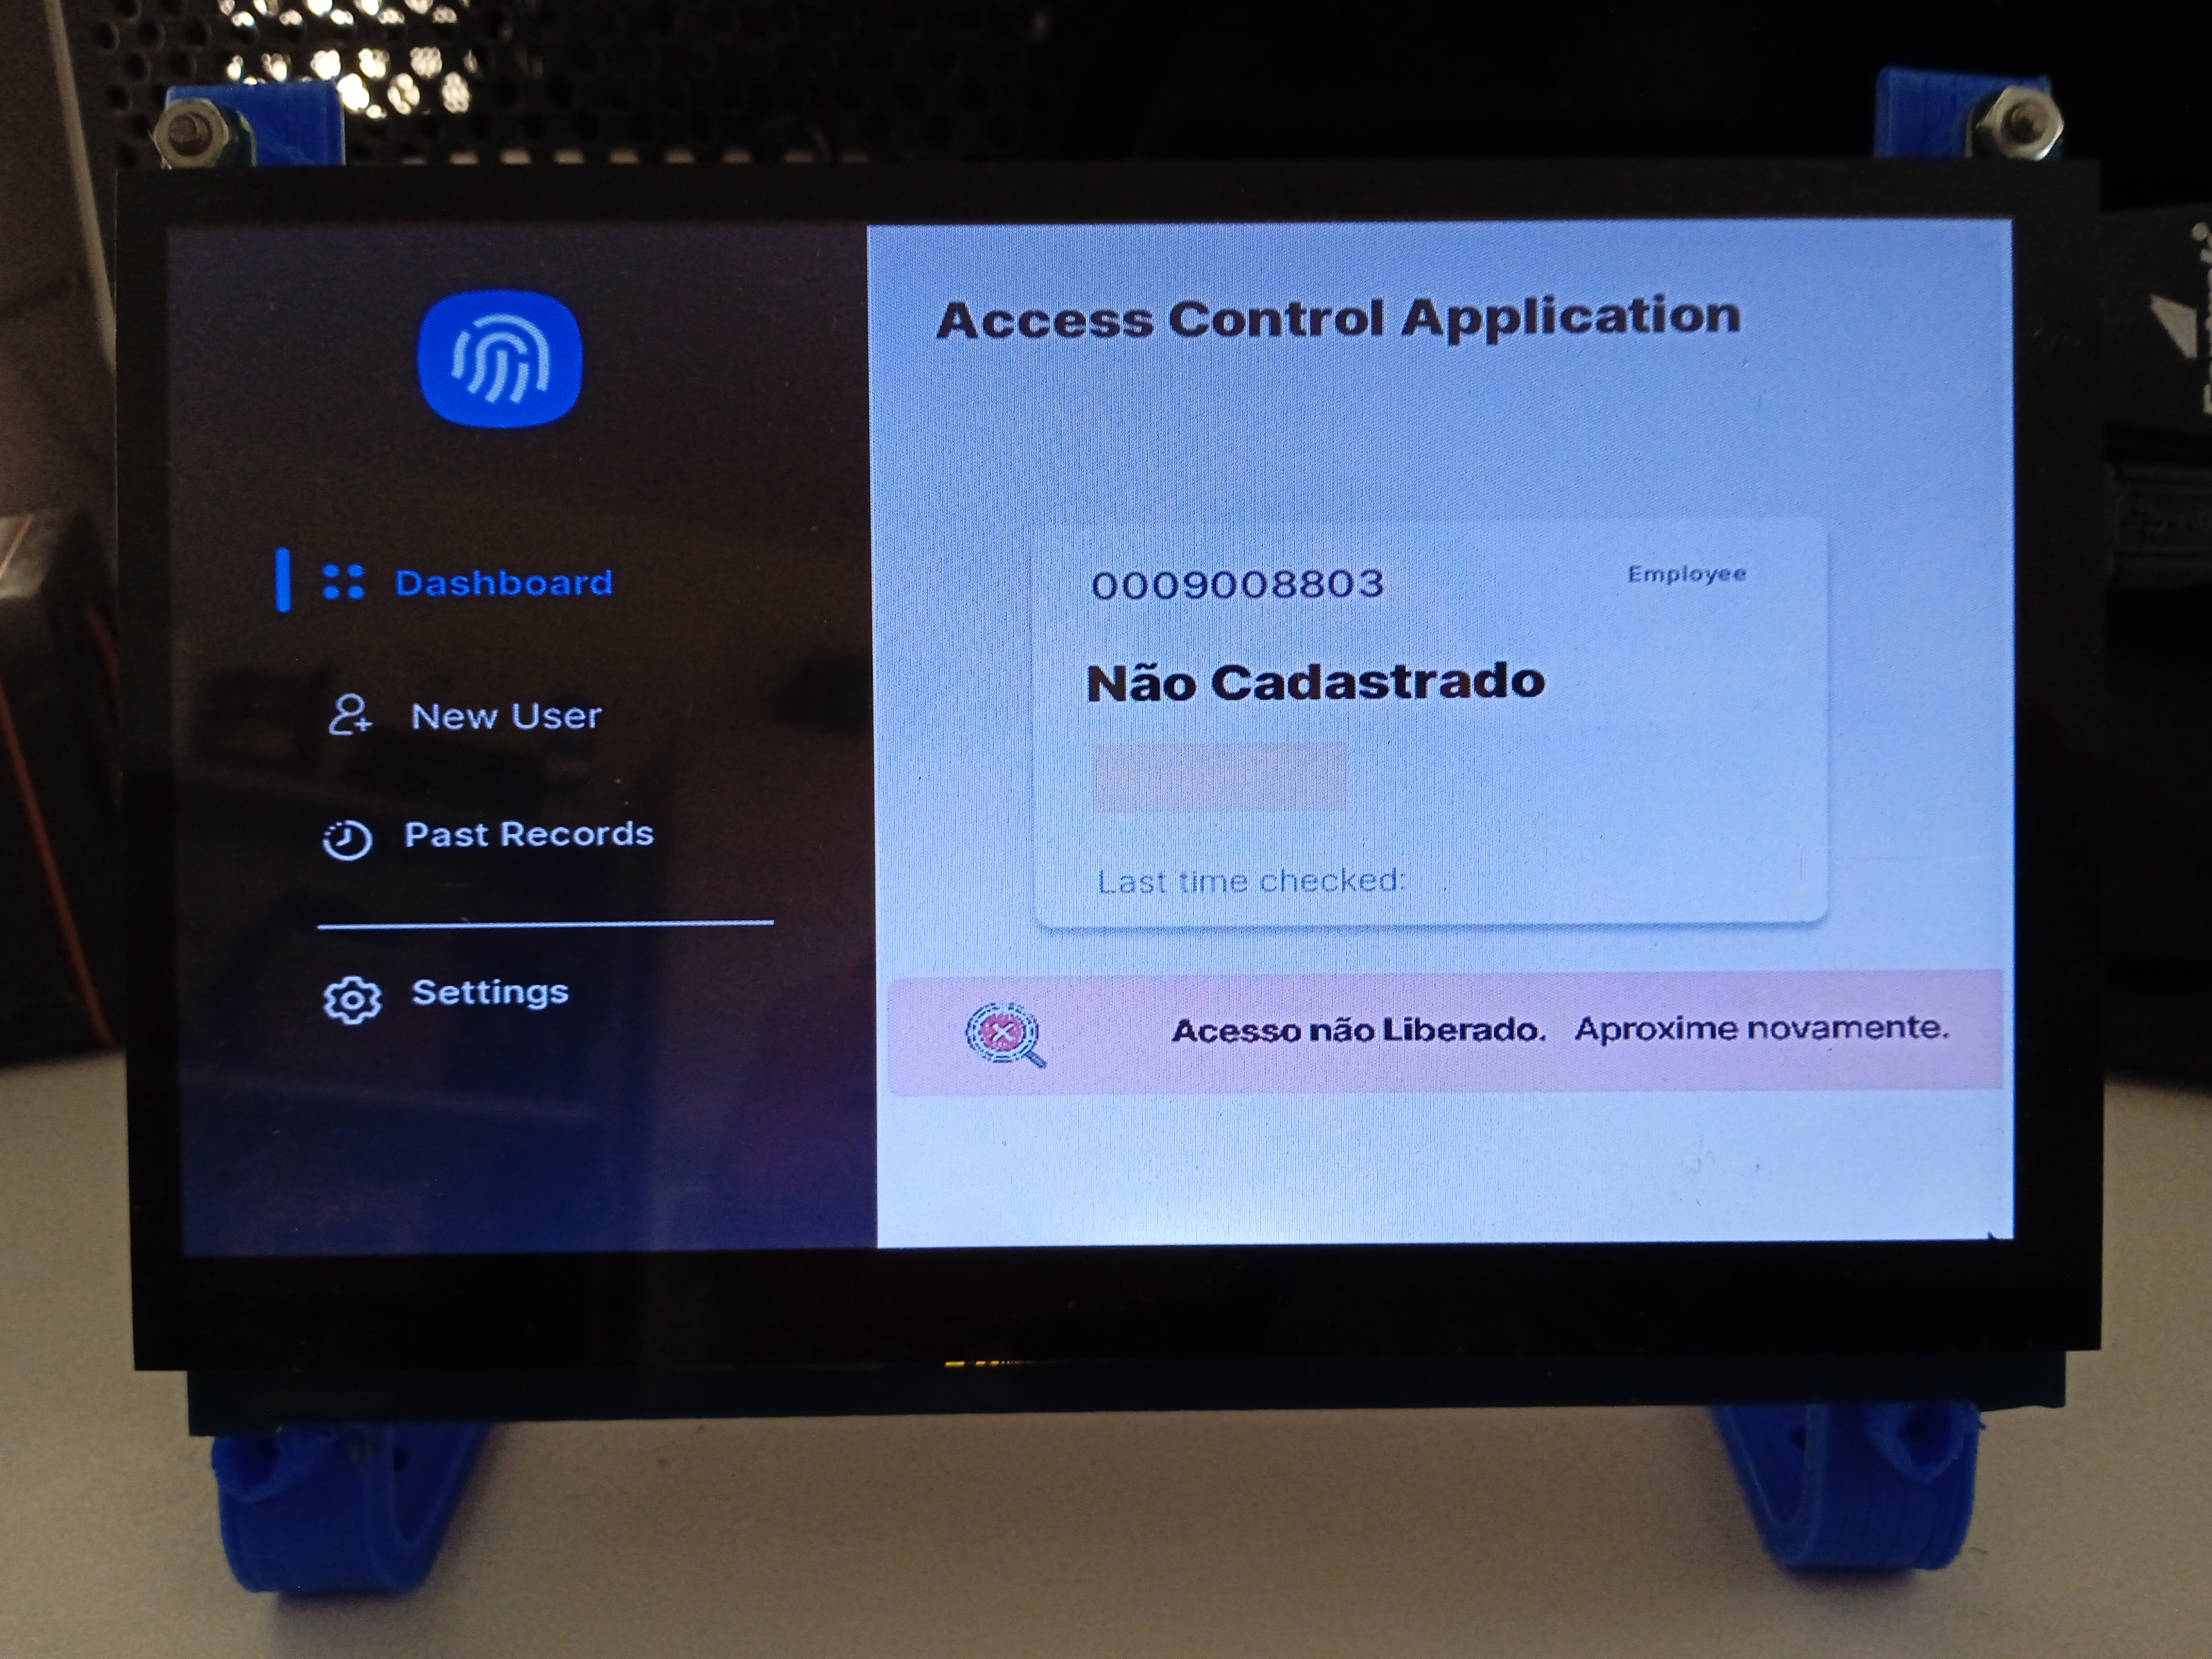 Access Control Application
Dashboard
New User
Past Records
Settings
0009008803
Employee
Não Cadastrado
Last time checked:
Acesso não Liberado. Aproxime novamente.